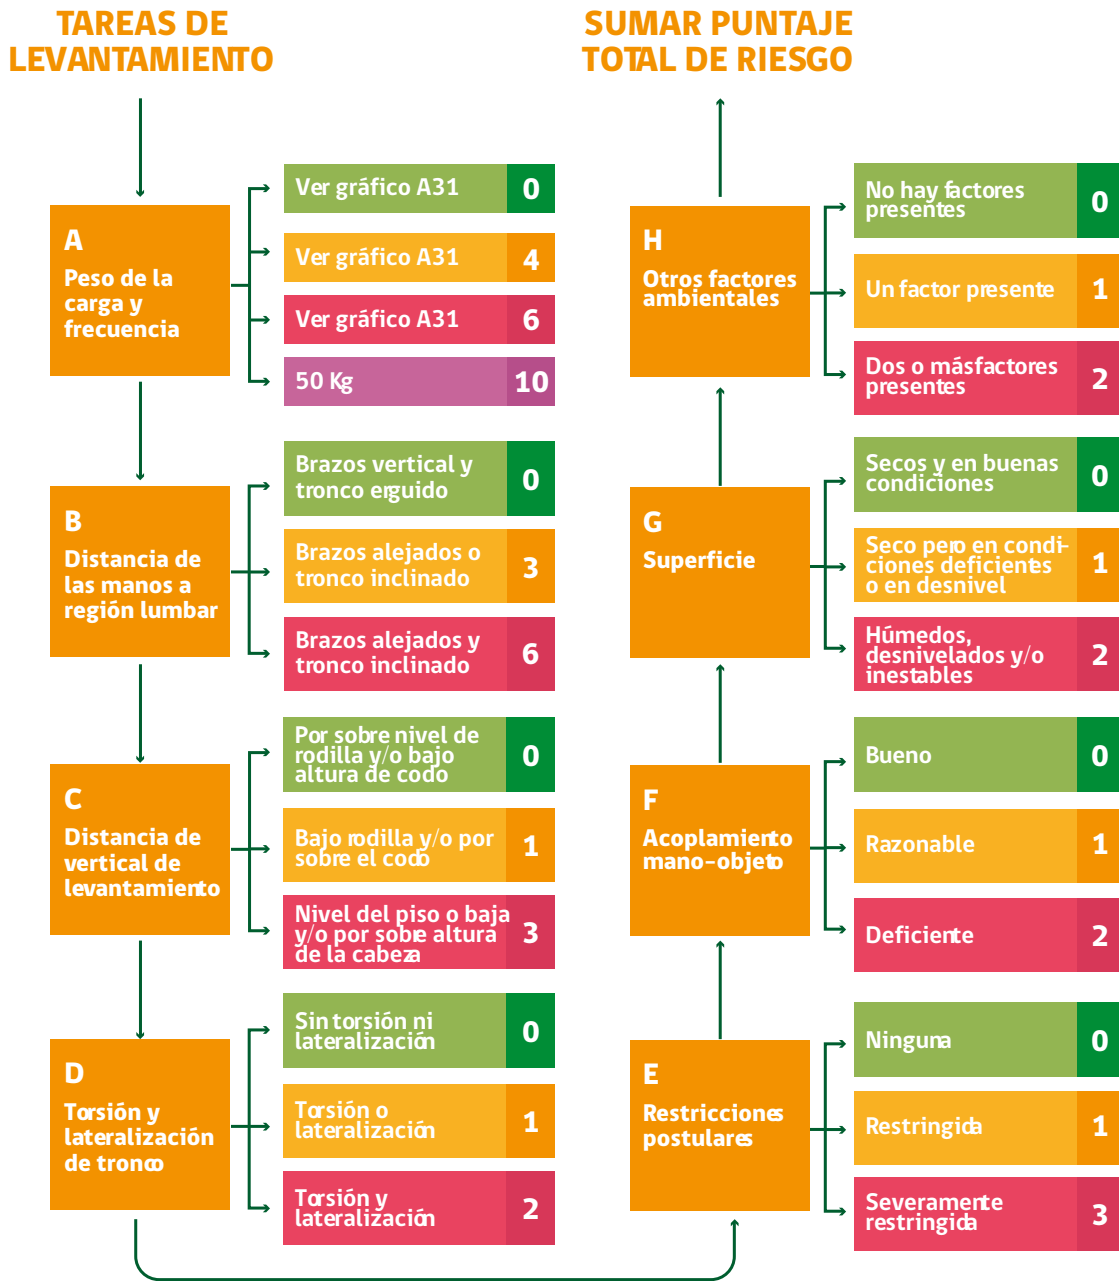 TAREAS DE
LEVANTAMIENTO
A
Peso de la
carga y
frecuencia
Ver gráfico A31
0
Ver gráfico A31
4
Ver gráfico A31
6
50 Kg
10
B
Distancia de
las manos a
región lumbar
Brazos vertical y
tronco erguido
0
Brazos alejados o
tronco inclinado
3
Brazos alejados y
tronco inclinado
6
C
Distancia de
vertical de
levantamiento
Por sobre nivel de
rodilla y/o bajo
altura de codo
0
Bajo rodilla y/o por
sobre el codo
1
Nivel del piso o baja
y/o por sobre altura
de la cabeza
3
D
Torsión y
lateralización
de tronco
Sin torsión ni
lateralización
0
Torsión o
lateralización
1
Torsión y
lateralización
2
SUMAR PUNTAJE
TOTAL DE RIESGO
H
Otros factores
ambientales
No hay factores
presentes
0
Un factor presente
1
Dos o másfactores
presentes
2
G
Superficie
Secos y en buenas
condiciones
0
Seco pero en condi-
ciones deficientes
o en desnivel
1
Húmedos,
desnivelados y/o
inestables
2
F
Acoplamiento
mano-objeto
Bueno
0
Razonable
1
Deficiente
2
E
Restricciones
postulares
Ninguna
0
Restringida
1
Severamente
restringida
3